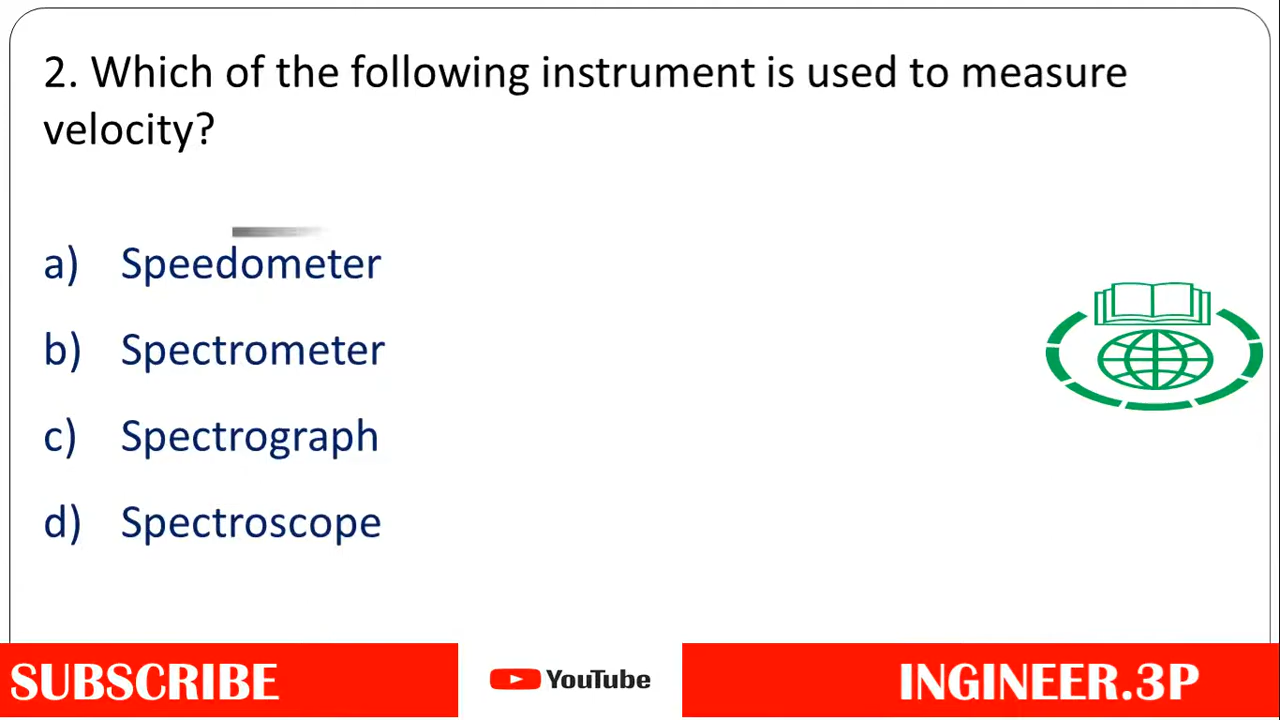 2. Which of the following instrument is used to measure
velocity?
a) Speedometer
b) Spectrometer
c) Spectrograph
d) Spectroscope
SUBSCRIBE YouTube INGINEER.3P